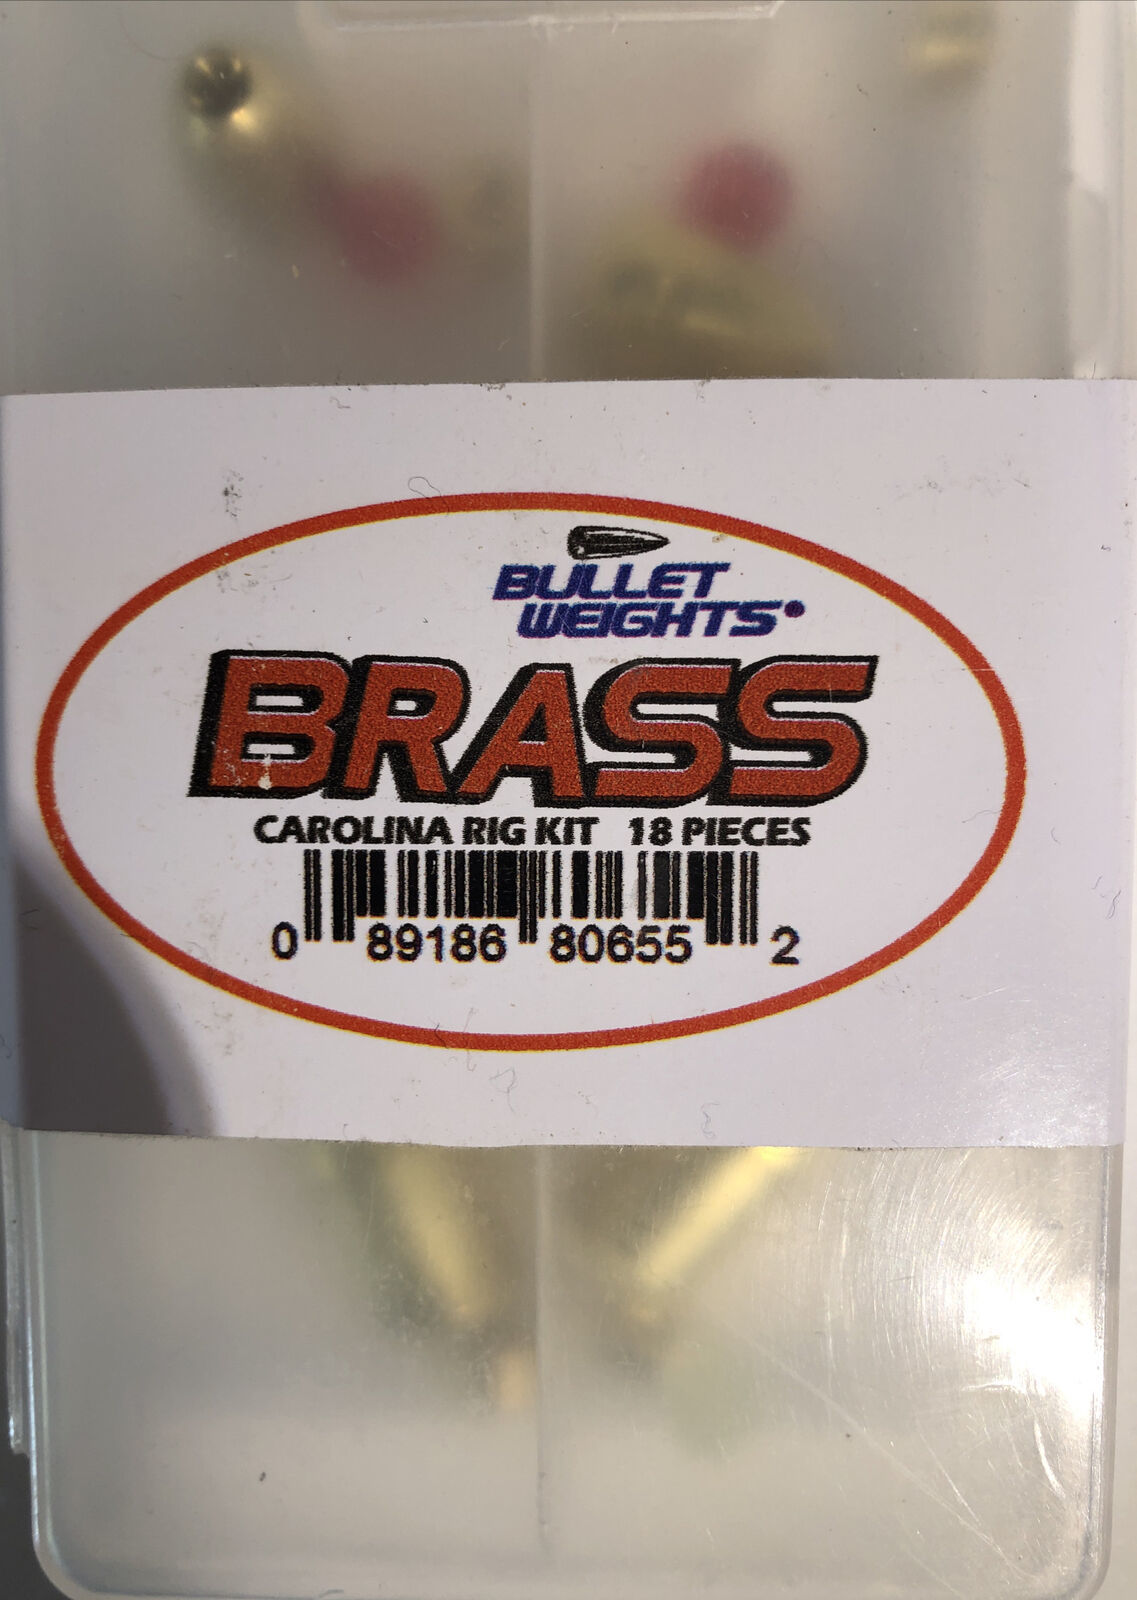 BULLET
WEIGHTS
BRASS
CAROLINA RIG KIT 18 PIECES
0 89186 80655 2